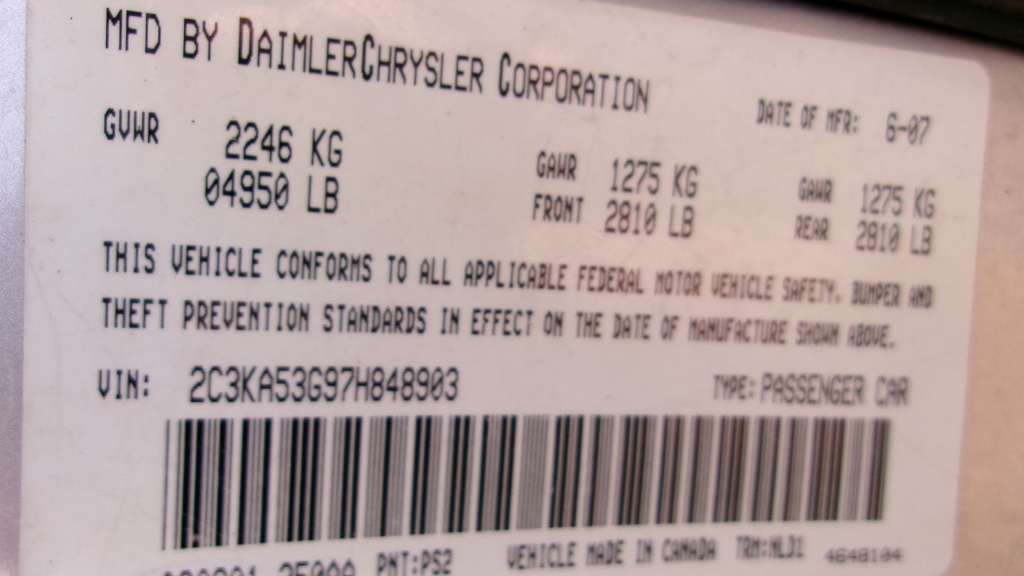 MFD BY DAIMLERCHRYSLER CORPORATION
DATE OF MFR: 6-07
GVWR 2246 KG
04950 LB
GAWR FRONT 1275 KG
2810 LB
GAWR REAR 1275 KG
2810 LB
THIS VEHICLE CONFORMS TO ALL APPLICABLE FEDERAL MOTOR VEHICLE SAFETY, BUMPER AND
THEFT PREVENTION STANDARDS IN EFFECT ON THE DATE OF MANUFACTURE SHOWN ABOVE.
VIN: 2C3KA53G97H848903 TYPE: PASSENGER CAR
PNT:PS2 VEHICLE MADE IN CANADA TRM:NLD1 4648104